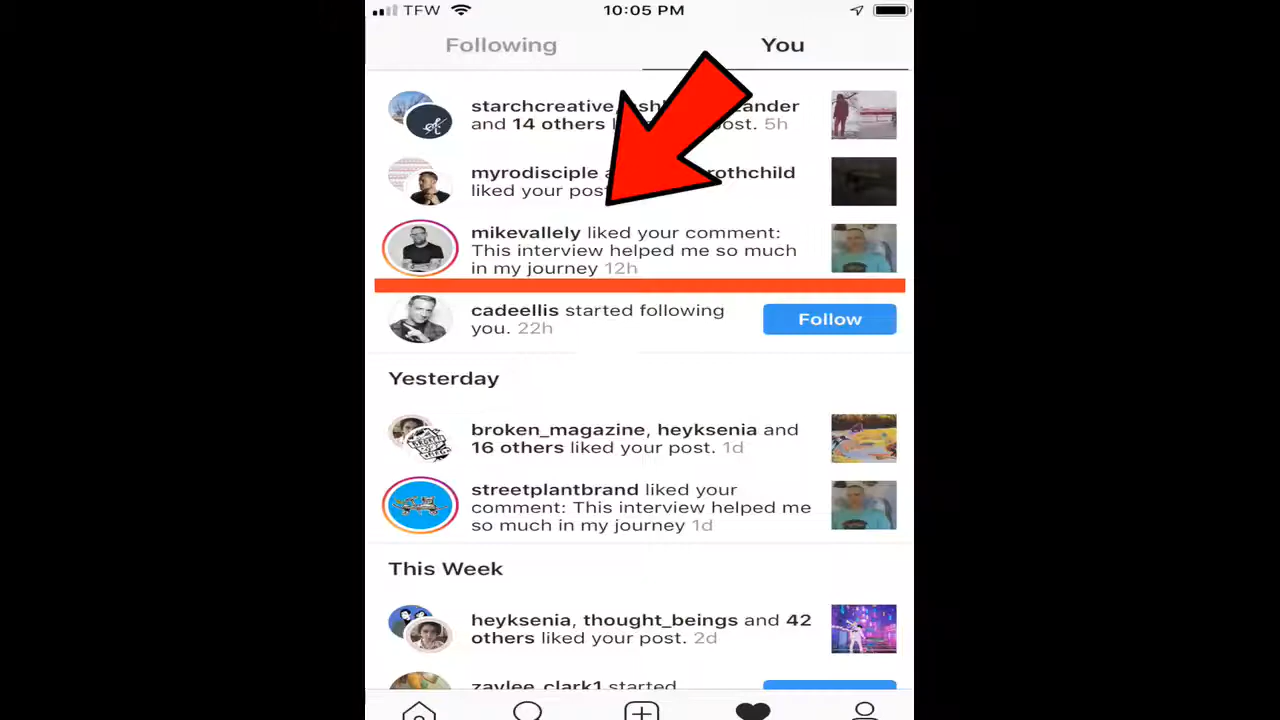 TFW
10:05 PM
Following
You
starchcreative,
and 14 others
post. 5h
myrodisciple
rothchild
liked your post
mikevallely liked your comment:
This interview helped me so much
in my journey 12h
cadeellis started following
you. 22h
Follow
Yesterday
broken_magazine, heyksenia and
16 others liked your post. 1d
streetplantbrand liked your
comment: This interview helped me
so much in my journey 1d
This Week
heyksenia, thought_beings and 42
others liked your post. 2d
zaylee_clark1 started